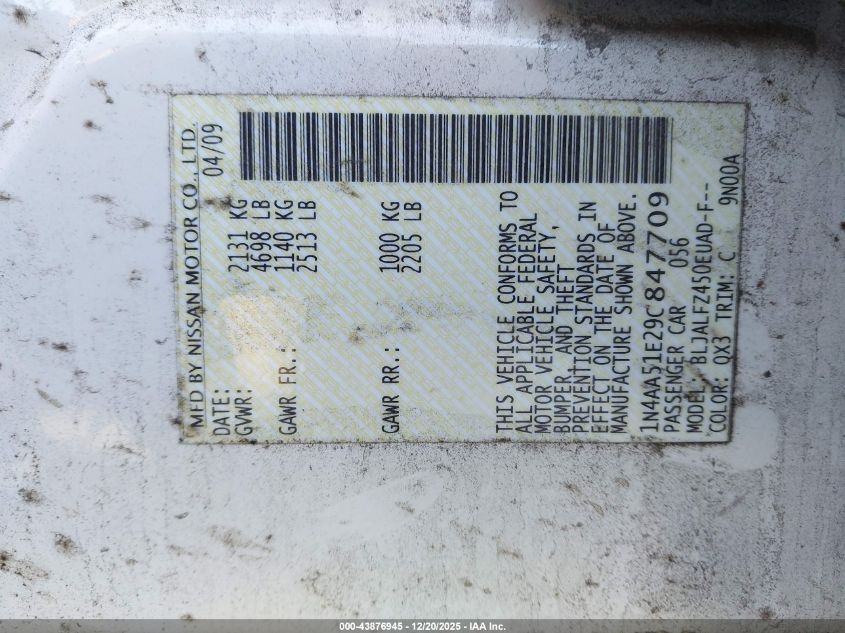 MFD BY NISSAN MOTOR CO., LTD.
DATE: 04/09
GVWR: 2131 KG
4698 LB
GAWR FR.: 1140 KG
2513 LB
GAWR RR.: 1000 KG
2205 LB
THIS VEHICLE CONFORMS TO
ALL APPLICABLE FEDERAL
MOTOR VEHICLE SAFETY,
BUMPER, AND THEFT
PREVENTION STANDARDS IN
EFFECT ON THE DATE OF
MANUFACTURE SHOWN ABOVE.
1N4AA51E29C847709
PASSENGER CAR 056
MODEL: BLJALFZ450EUAD-F--
COLOR: QX3 TRIM: C 9N00A
000-43876945 - 12/20/2025 - IAA Inc.